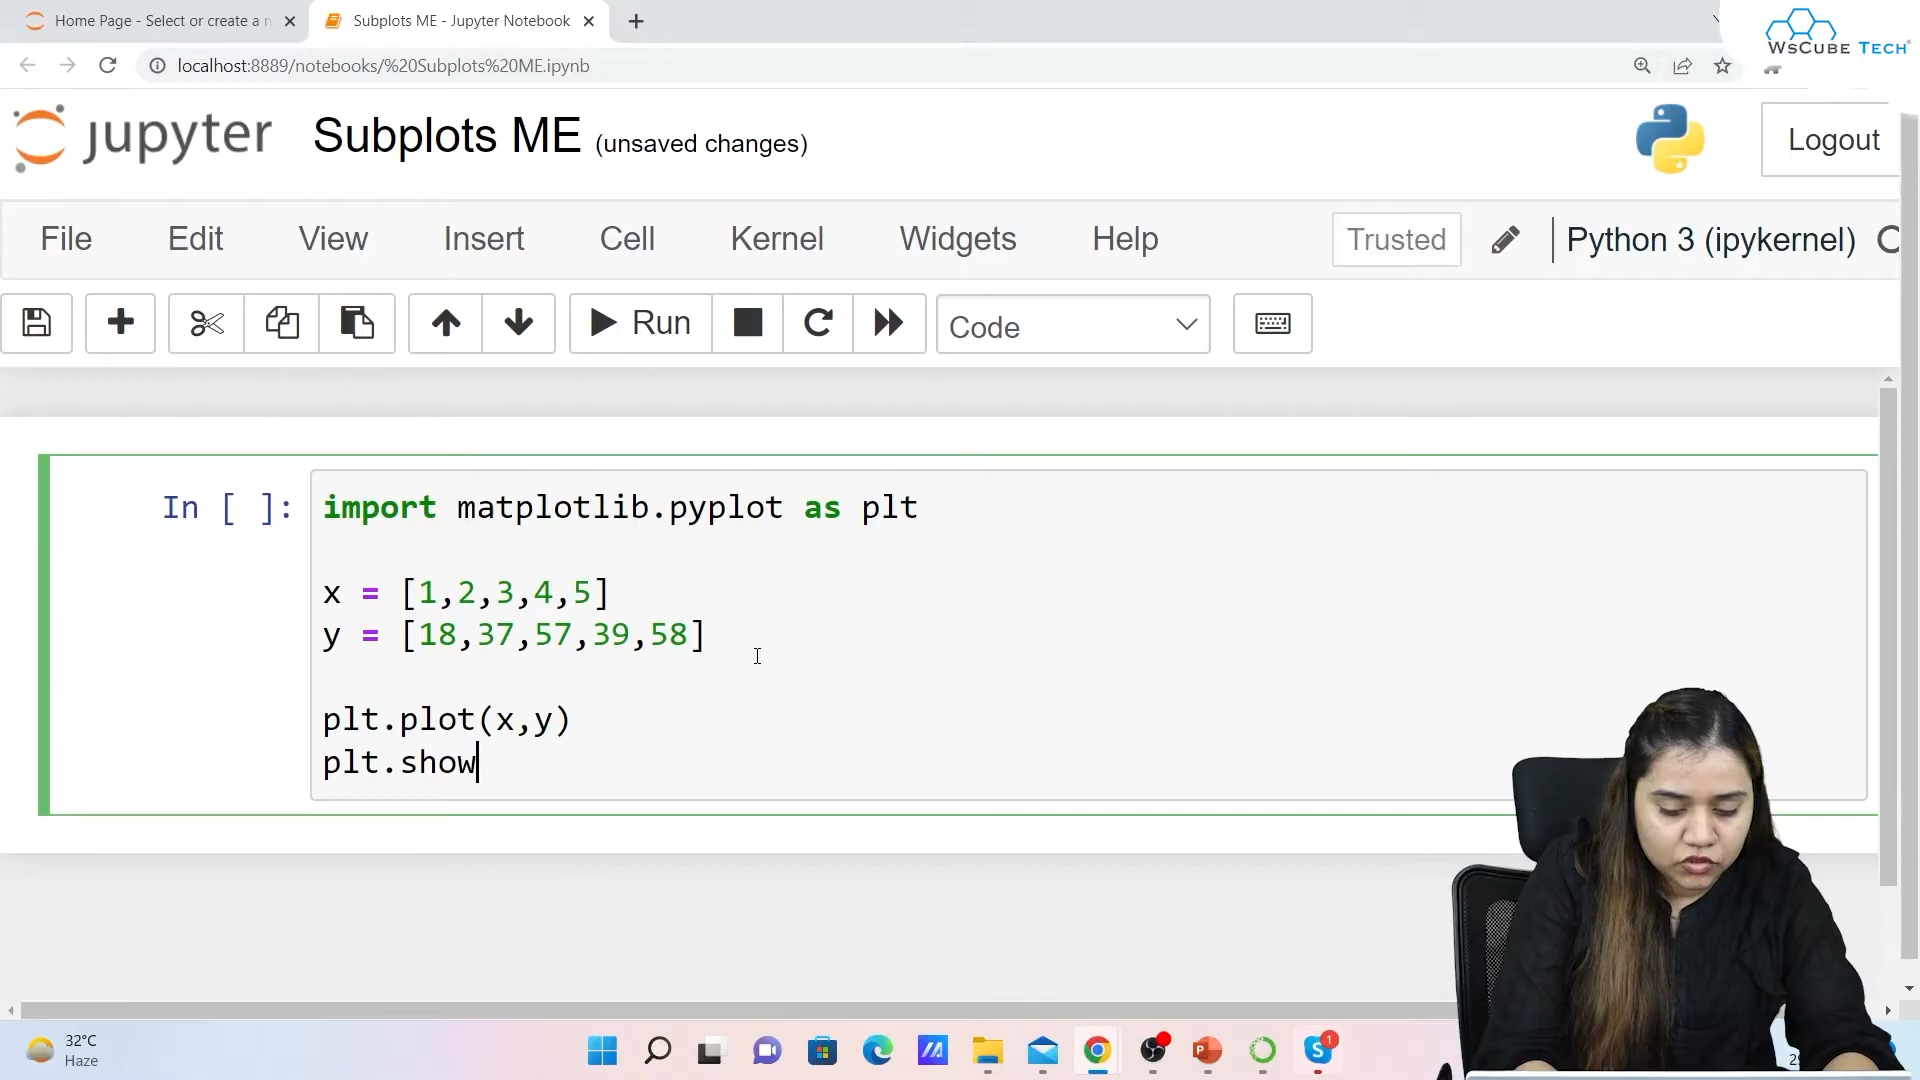 Home Page - Select or create a n
Subplots ME - Jupyter Notebook
WsCube Tech
localhost:8889/notebooks/%20Subplots%20ME.ipynb
jupyter
Subplots ME (unsaved changes)
Logout
File Edit View Insert Cell Kernel Widgets Help
Trusted
Python 3 (ipykernel)
Run
Code
In [ ]:
import matplotlib.pyplot as plt
x = [1,2,3,4,5]
y = [18,37,57,39,58]
plt.plot(x,y)
plt.show
32°C
Haze
1